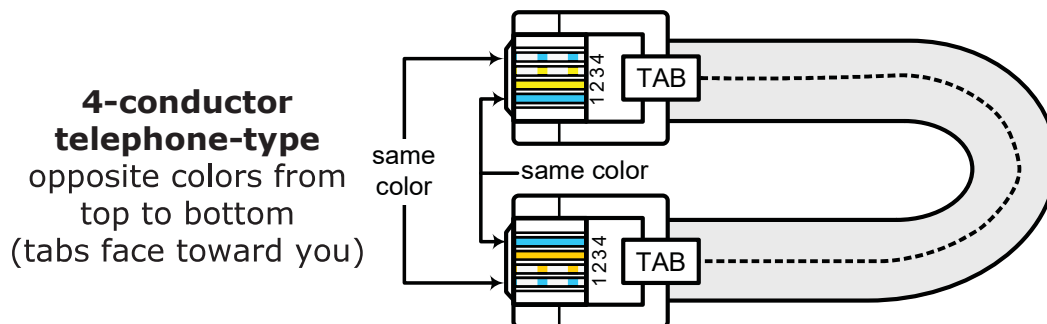 4-conductor
telephone-type
opposite colors from
top to bottom
(tabs face toward you)
same
color
same color
1234
TAB
1234
TAB